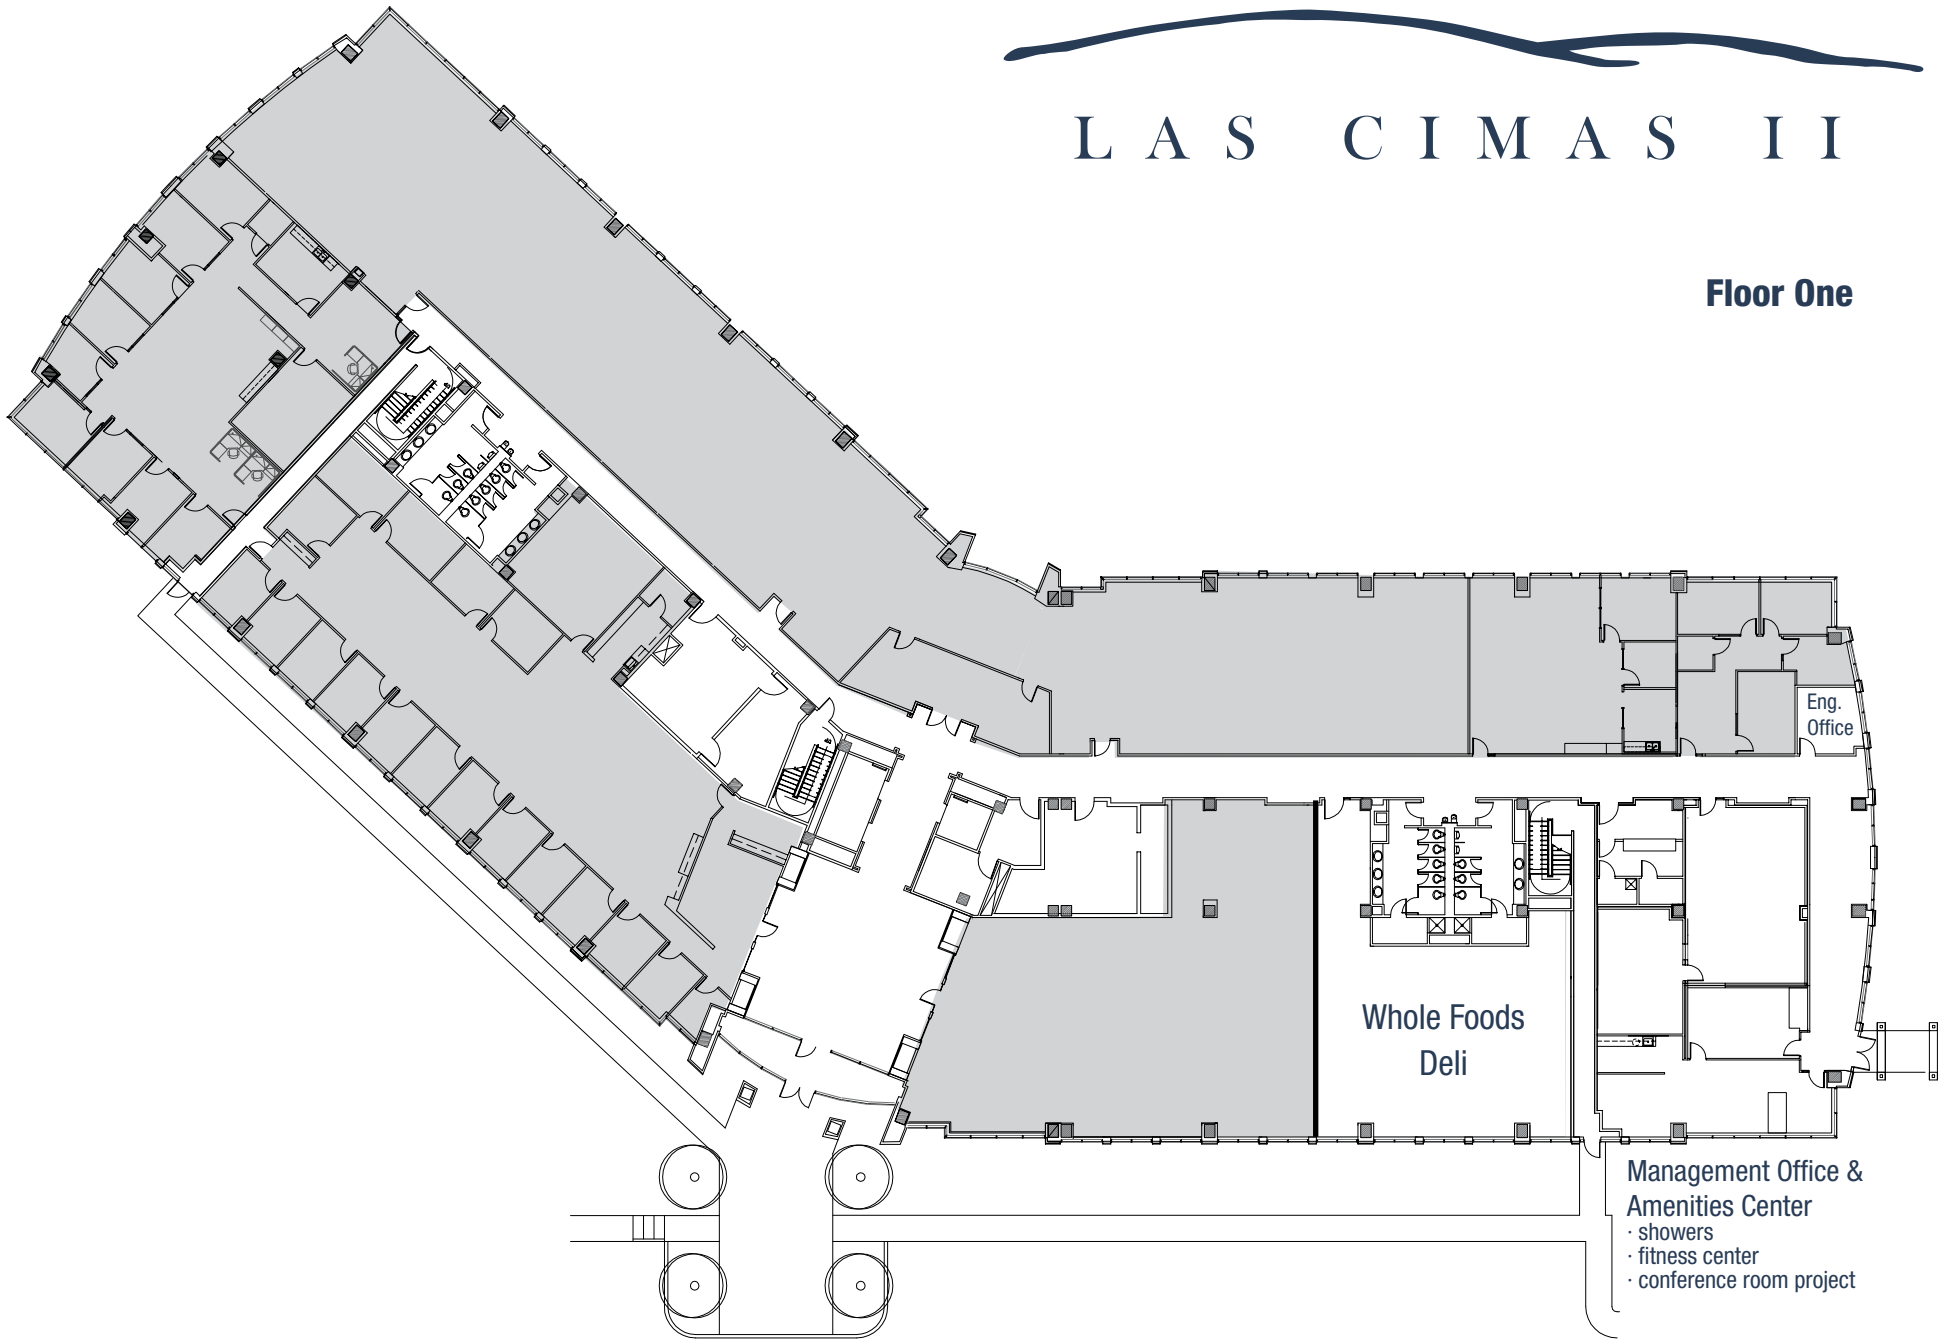 LAS CIMAS II
Floor One
Eng.
Office
Whole Foods
Deli
Management Office &
Amenities Center
· showers
· fitness center
· conference room project